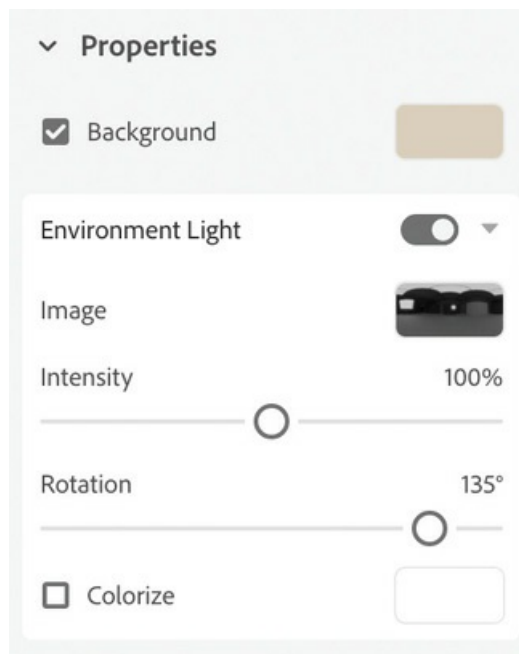 Properties
Background
Environment Light
Image
Intensity 100%
Rotation 135°
Colorize